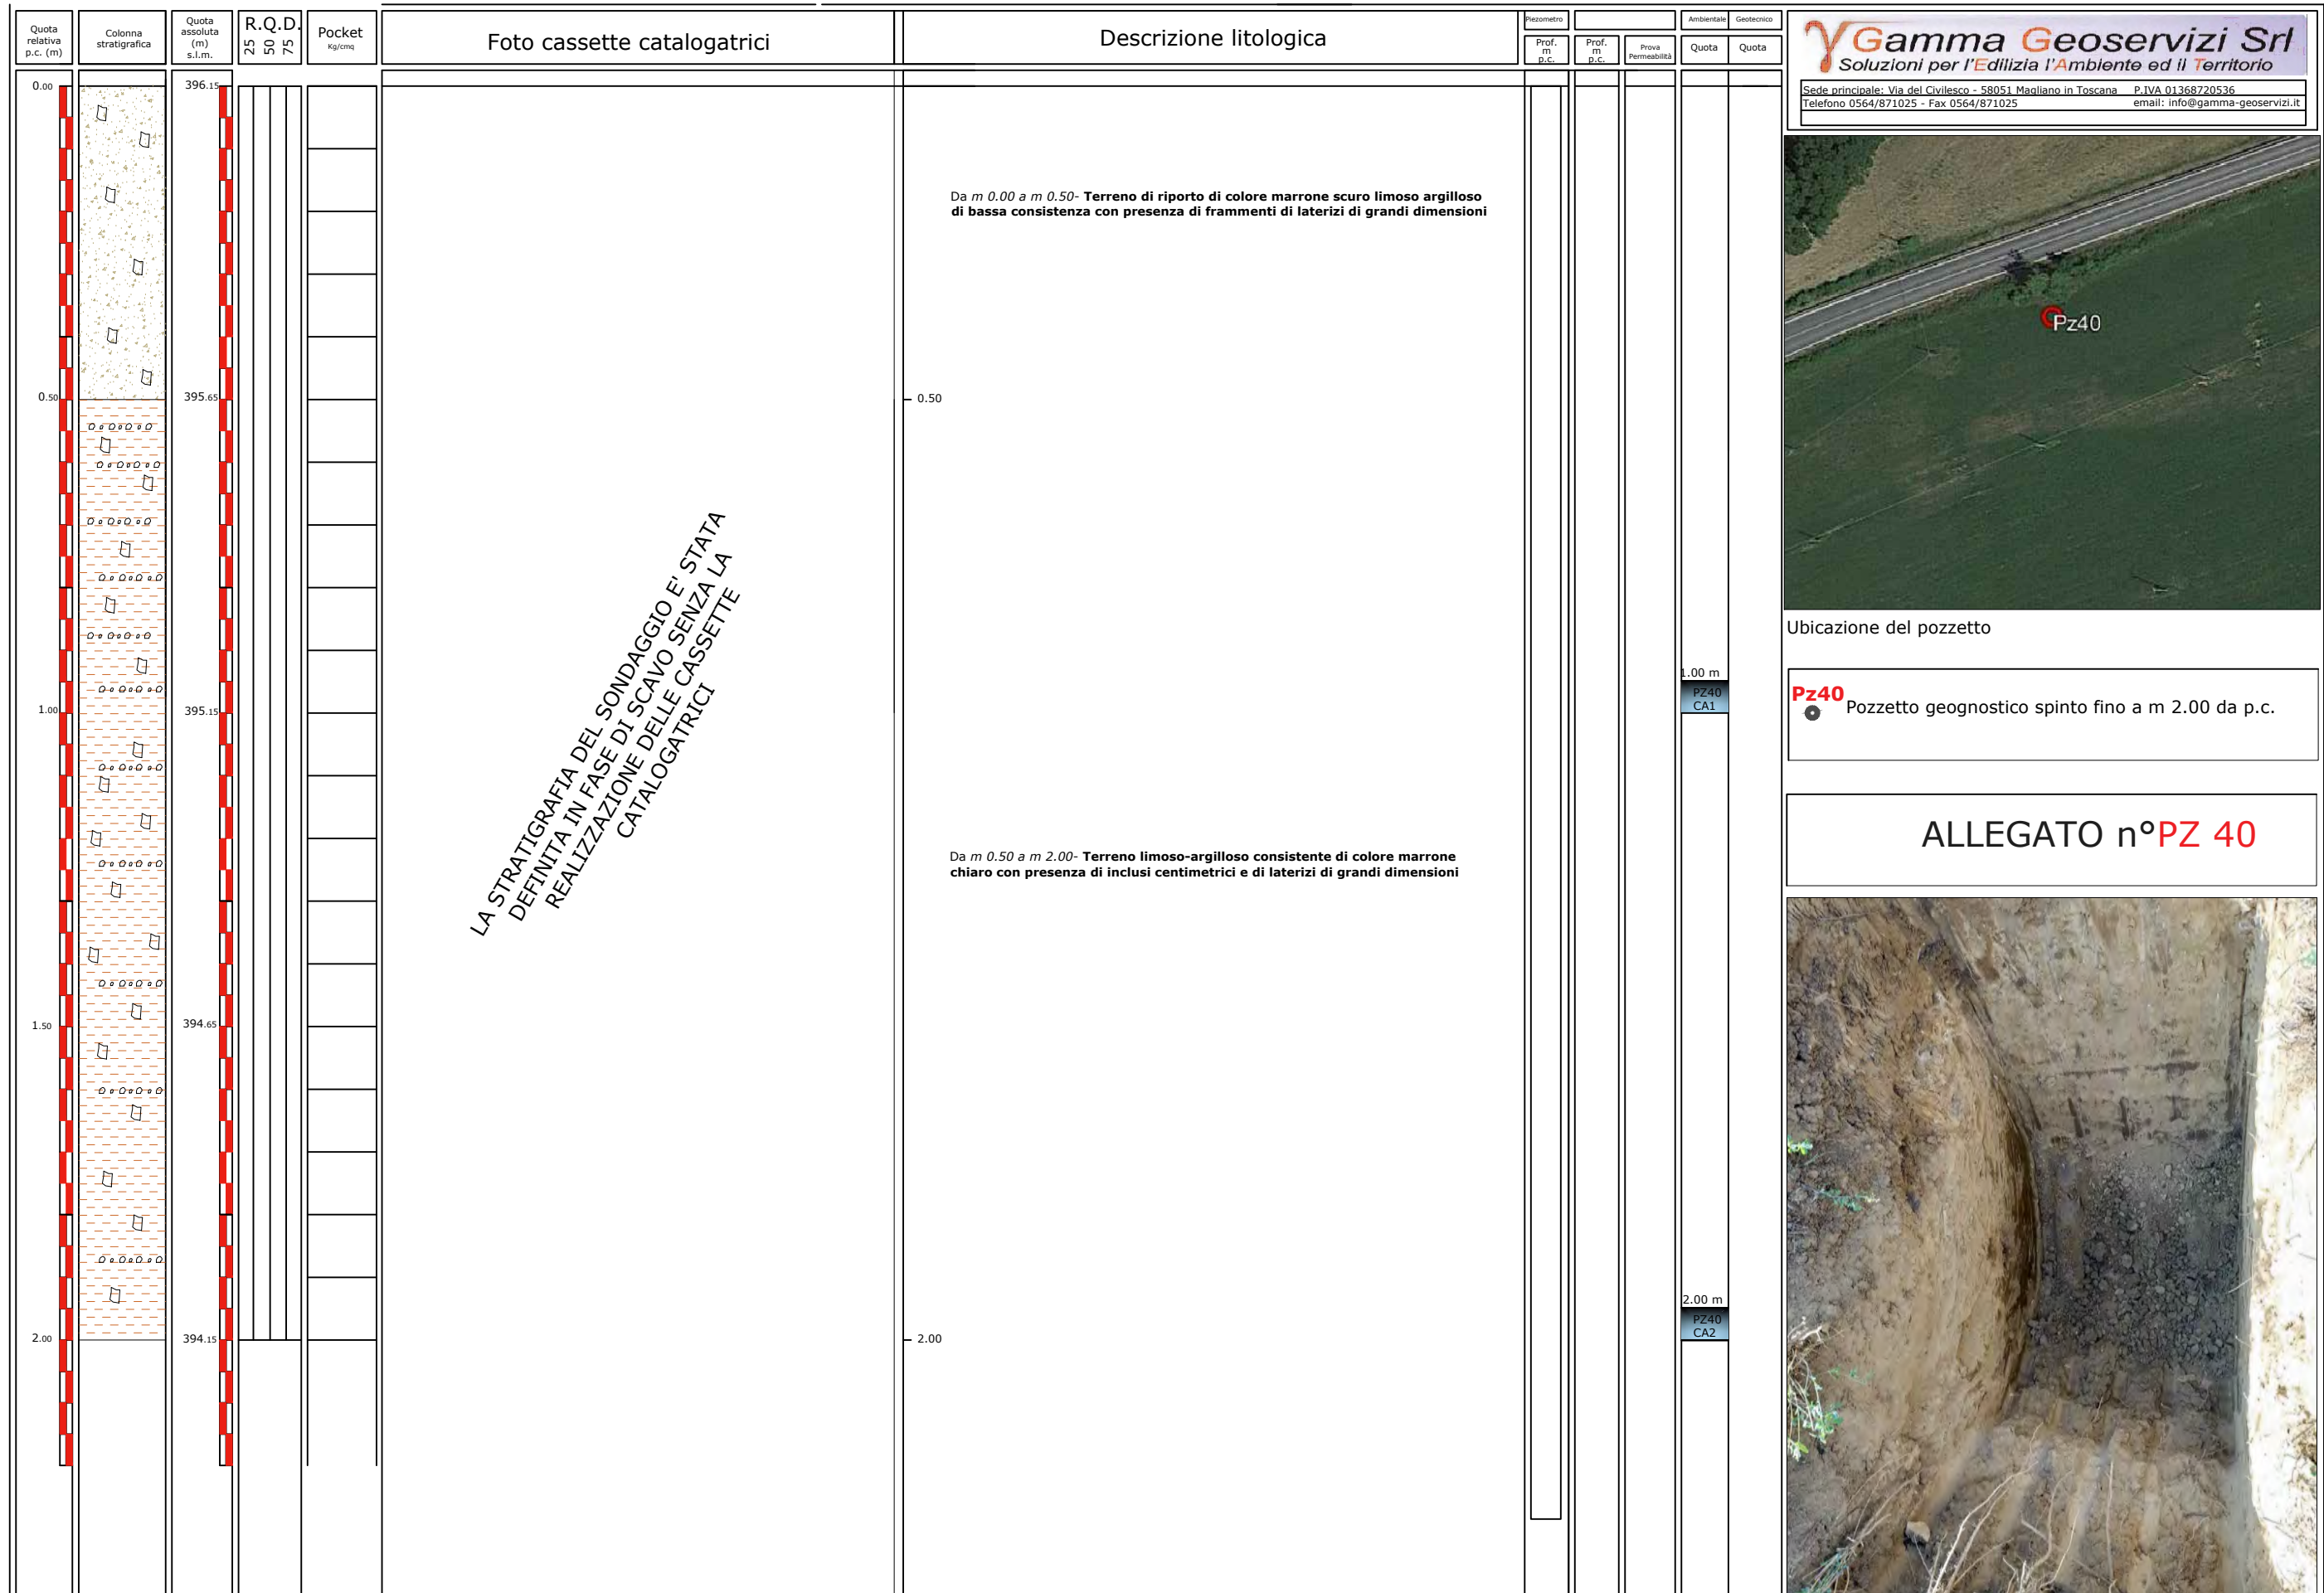 Quota
relativa
p.c. (m)
Colonna
stratigrafica
Quota
assoluta
(m)
s.l.m.
R.Q.D.
25
50
75
Pocket
Kg/cmq
Foto cassette catalogatrici
Descrizione litologica
Piezometro
Prof.
m
p.c.
Prof.
m
p.c.
Prova
Permeabilità
Ambientale
Geotecnico
Quota
Quota
γ Gamma Geoservizi Srl
Soluzioni per l'Edilizia l'Ambiente ed il Territorio
Sede principale: Via del Civilesco - 58051 Magliano in Toscana P.IVA 01368720536
Telefono 0564/871025 - Fax 0564/871025 email: info@gamma-geoservizi.it
0.00
396.15
Da m 0.00 a m 0.50- Terreno di riporto di colore marrone scuro limoso argilloso
di bassa consistenza con presenza di frammenti di laterizi di grandi dimensioni
Pz40
0.50
395.65
0.50
Ubicazione del pozzetto
LA STRATIGRAFIA DEL SONDAGGIO E' STATA
DEFINITA IN FASE DI SCAVO SENZA LA
REALIZZAZIONE DELLE CASSETTE
CATALOGATRICI
1.00
395.15
1.00 m
PZ40
CA1
Pz40
Pozzetto geognostico spinto fino a m 2.00 da p.c.
ALLEGATO n°PZ 40
Da m 0.50 a m 2.00- Terreno limoso-argilloso consistente di colore marrone
chiaro con presenza di inclusi centimetrici e di laterizi di grandi dimensioni
1.50
394.65
2.00
394.15
2.00
2.00 m
PZ40
CA2